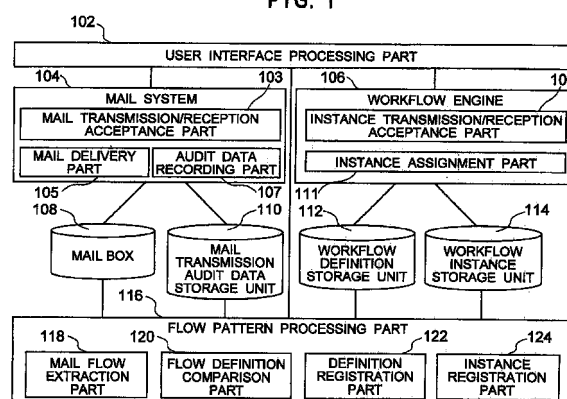 FIG. 1
102
USER INTERFACE PROCESSING PART
104
103
106
10
MAIL SYSTEM
WORKFLOW ENGINE
MAIL TRANSMISSION/RECEPTION
ACCEPTANCE PART
INSTANCE TRANSMISSION/RECEPTION
ACCEPTANCE PART
MAIL DELIVERY
PART
AUDIT DATA
RECORDING PART
INSTANCE ASSIGNMENT PART
105
107
111
108
110
112
114
MAIL BOX
MAIL
TRANSMISSION
AUDIT DATA
STORAGE UNIT
WORKFLOW
DEFINITION
STORAGE UNIT
WORKFLOW
INSTANCE
STORAGE UNIT
116
FLOW PATTERN PROCESSING PART
118
120
122
124
MAIL FLOW
EXTRACTION
PART
FLOW DEFINITION
COMPARISON
PART
DEFINITION
REGISTRATION
PART
INSTANCE
REGISTRATION
PART